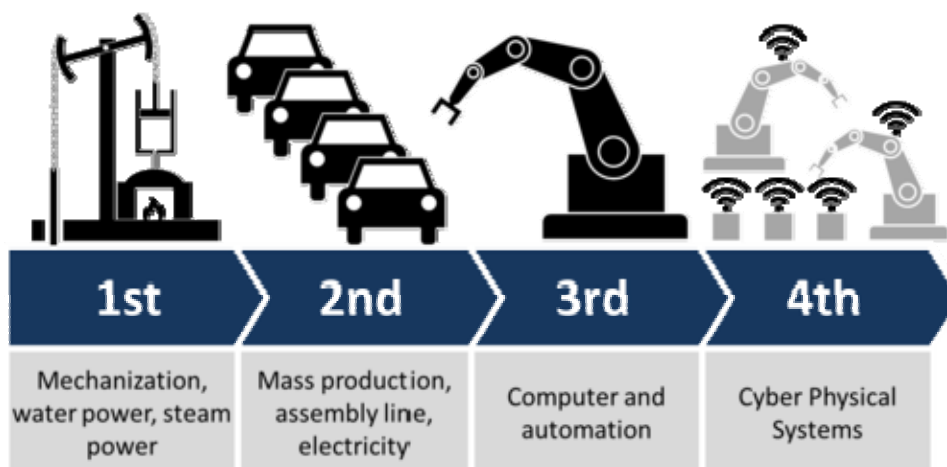 1st
2nd
3rd
4th
Mechanization,
water power, steam
power
Mass production,
assembly line,
electricity
Computer and
automation
Cyber Physical
Systems